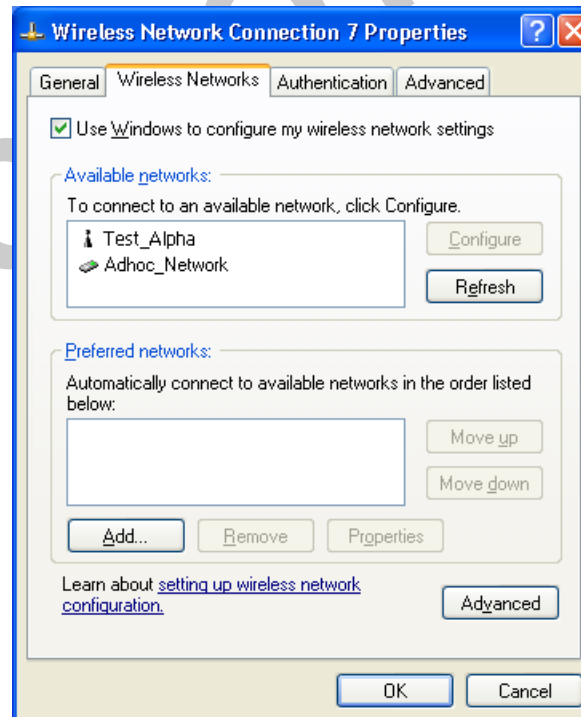 Wireless Network Connection 7 Properties
General Wireless Networks Authentication Advanced
Use Windows to configure my wireless network settings
Available networks:
To connect to an available network, click Configure.
Test_Alpha
Configure
Adhoc_Network
Refresh
Preferred networks:
Automatically connect to available networks in the order listed
below:
Move up
Move down
Add... Remove Properties
Learn about setting up wireless network
configuration.
Advanced
OK Cancel